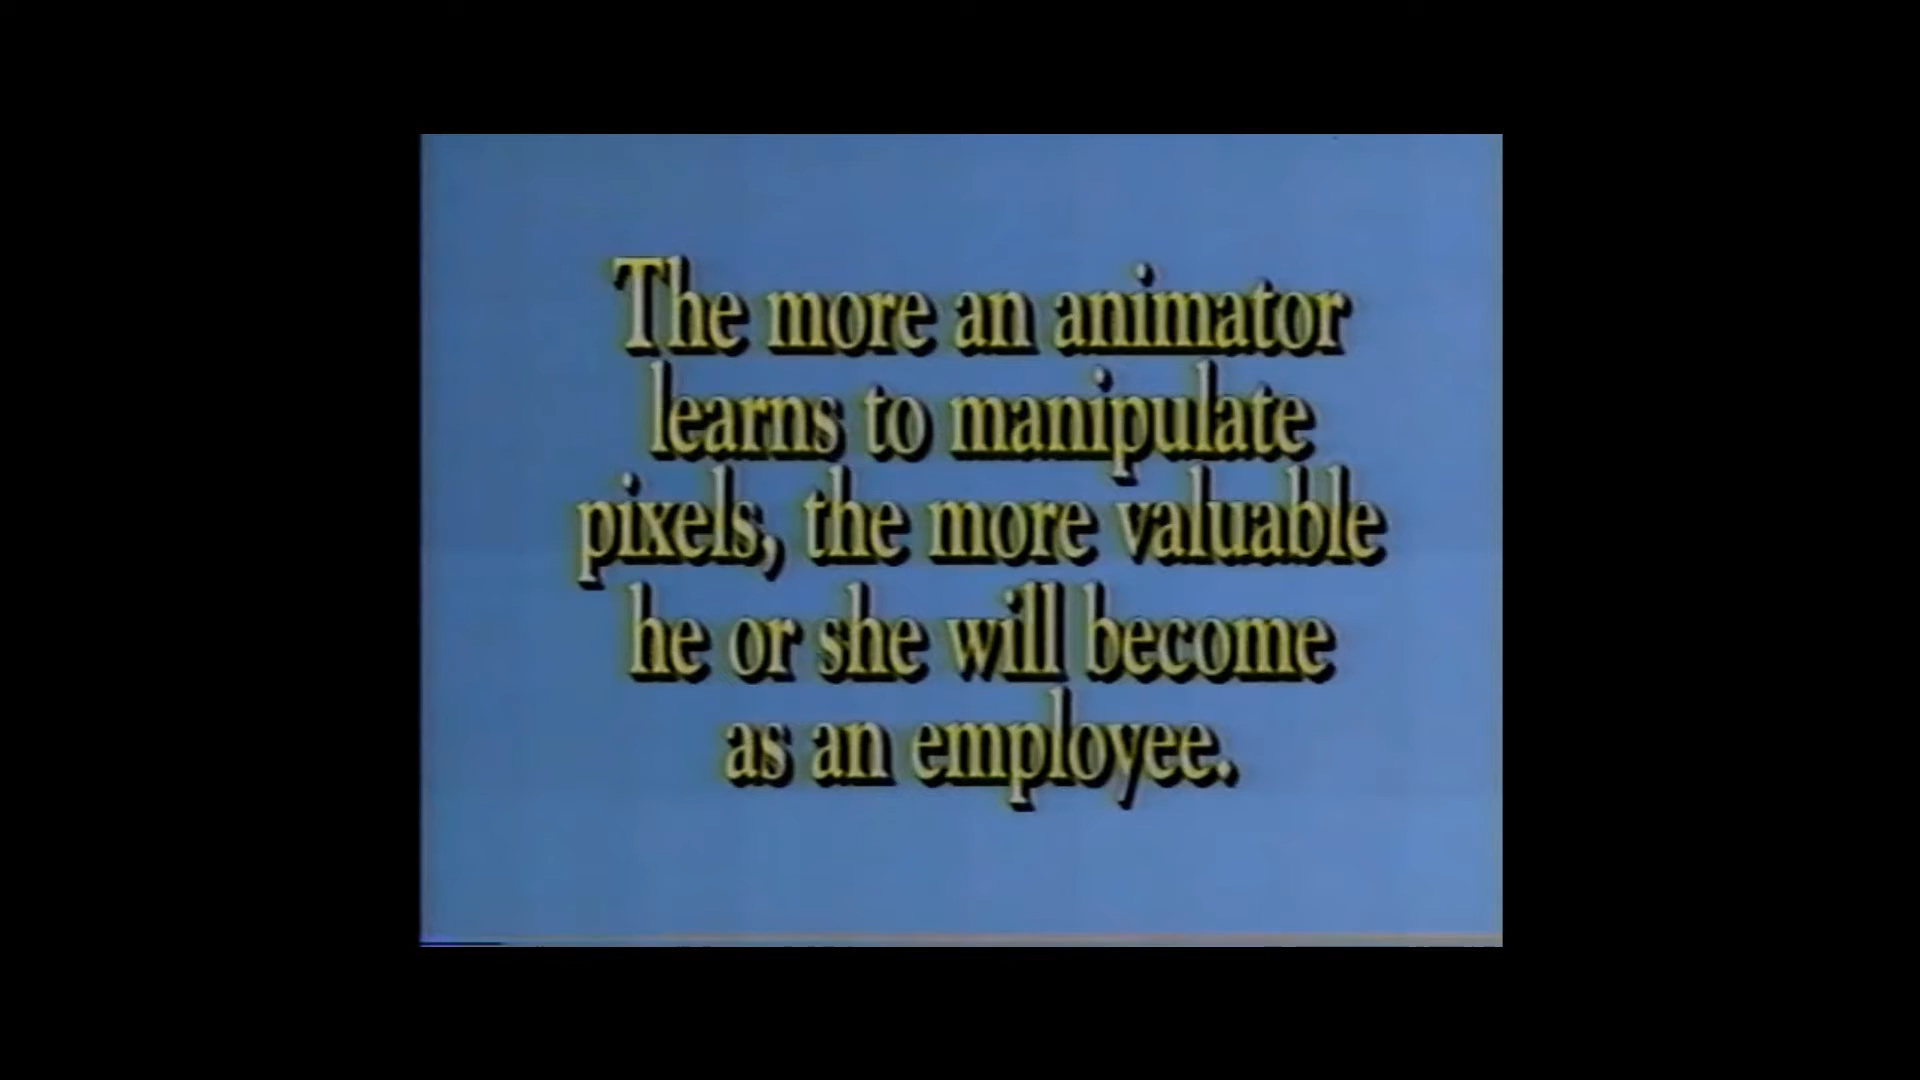 The more an animator
learns to manipulate
pixels, the more valuable
he or she will become
as an employee.